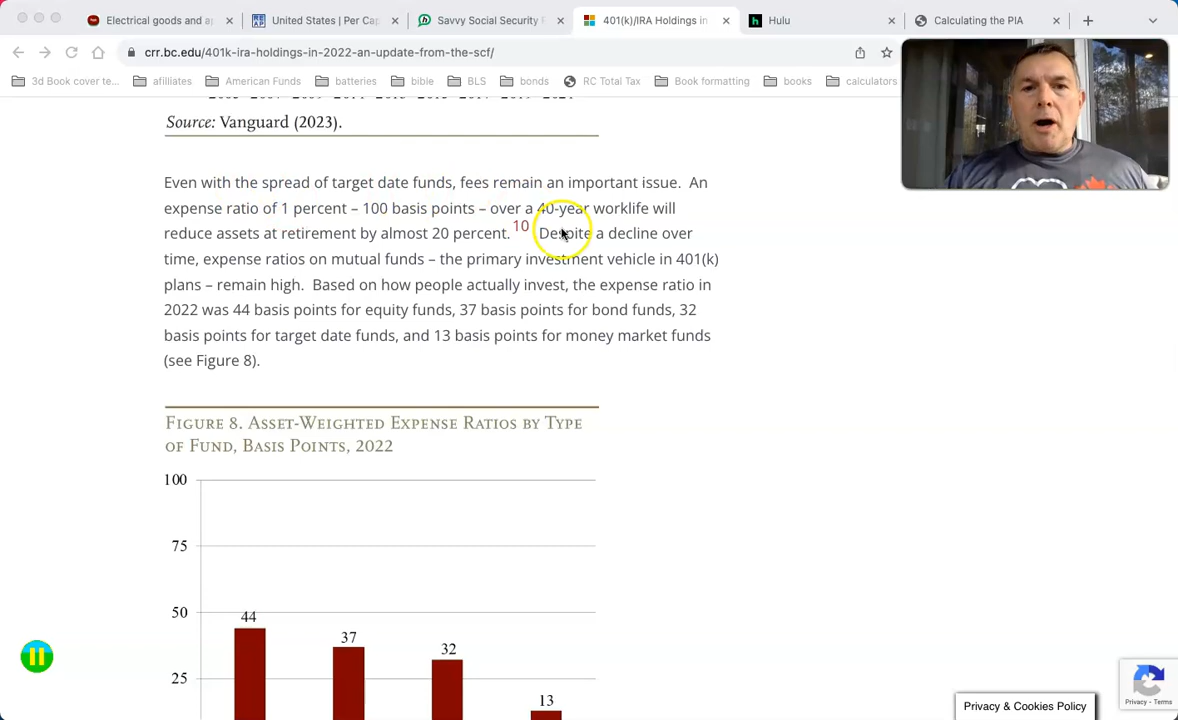 Electrical goods and ap
United States | Per Cap
Savvy Social Security P
401(k)/IRA Holdings in
Hulu
Calculating the PIA
crr.bc.edu/401k-ira-holdings-in-2022-an-update-from-the-scf/
3d Book cover te...
afilliates
American Funds
batteries
bible
BLS
bonds
RC Total Tax
Book formatting
books
calculators
Source: Vanguard (2023).
Even with the spread of target date funds, fees remain an important issue. An
expense ratio of 1 percent – 100 basis points – over a 40-year worklife will
reduce assets at retirement by almost 20 percent. 10 Despite a decline over
time, expense ratios on mutual funds – the primary investment vehicle in 401(k)
plans – remain high. Based on how people actually invest, the expense ratio in
2022 was 44 basis points for equity funds, 37 basis points for bond funds, 32
basis points for target date funds, and 13 basis points for money market funds
(see Figure 8).
Figure 8. Asset-Weighted Expense Ratios by Type
of Fund, Basis Points, 2022
100
75
50
25
44
37
32
13
Privacy & Cookies Policy
Privacy - Terms